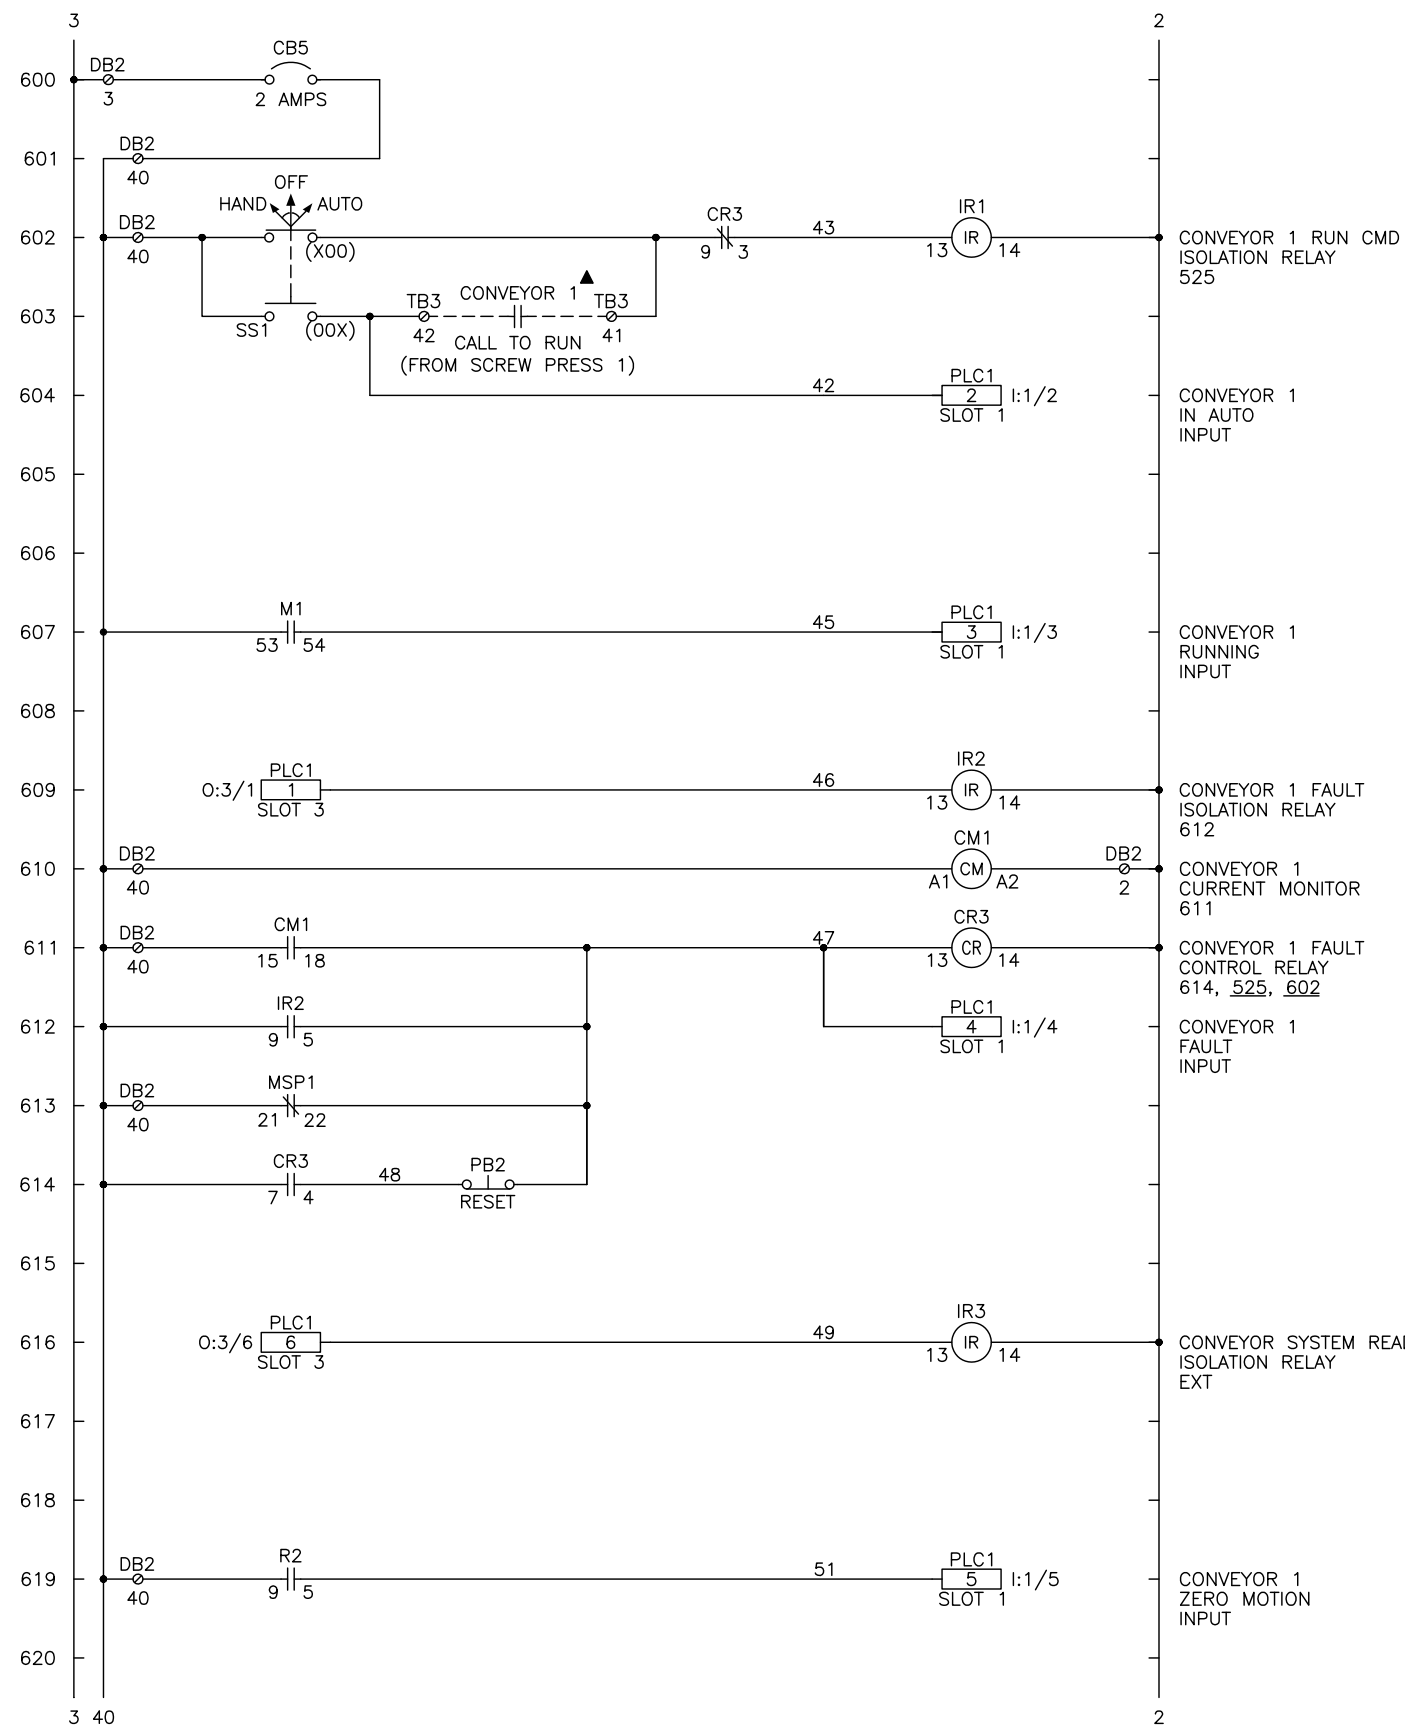 3 2
CB5
600 DB2
3 2 AMPS
601 DB2
40
OFF
HAND AUTO
602 DB2 CR3 43 IR1
40 (X00) 9 3 13 IR 14 CONVEYOR 1 RUN CMD
ISOLATION RELAY
525
603 CONVEYOR 1 ▲
TB3 TB3
SS1 (00X) 42 41
CALL TO RUN
(FROM SCREW PRESS 1)
604 42 PLC1
2 I:1/2 CONVEYOR 1
SLOT 1 IN AUTO
INPUT
605
606
607 M1 45 PLC1
53 54 3 I:1/3 CONVEYOR 1
SLOT 1 RUNNING
INPUT
608
609 PLC1 46 IR2
O:3/1 1 13 IR 14 CONVEYOR 1 FAULT
SLOT 3 ISOLATION RELAY
612
610 DB2 CM1 DB2
40 A1 CM A2 2 CONVEYOR 1
CURRENT MONITOR
611
611 DB2 CM1 47 CR3
40 15 18 13 CR 14 CONVEYOR 1 FAULT
CONTROL RELAY
614, 525, 602
612 IR2 PLC1
9 5 4 I:1/4 CONVEYOR 1
SLOT 1 FAULT
INPUT
613 DB2 MSP1
40 21 22
614 CR3 48 PB2
7 4 RESET
615
616 PLC1 49 IR3
O:3/6 6 13 IR 14 CONVEYOR SYSTEM REA
SLOT 3 ISOLATION RELAY
EXT
617
618
619 DB2 R2 51 PLC1
40 9 5 5 I:1/5 CONVEYOR 1
SLOT 1 ZERO MOTION
INPUT
620
3 40 2